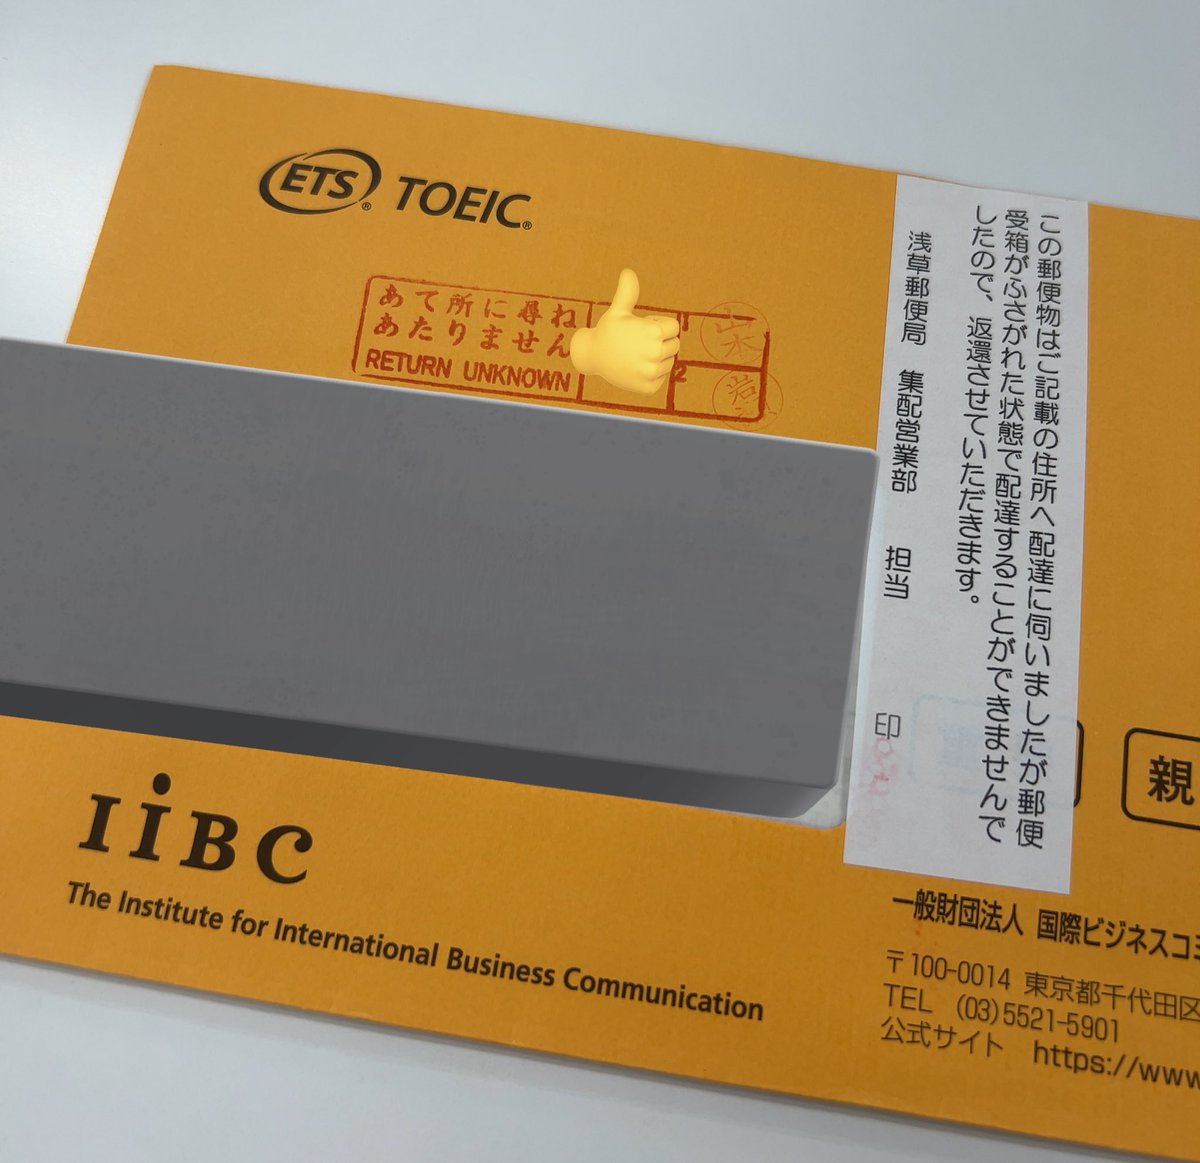 ETS® TOEIC®
あて所に尋ね
あたりません
RETURN UNKNOWN
2
この郵便物はご記載の住所へ配達に伺いましたが郵便
受箱がふさがれた状態で配達することができませんで
したので、返還させていただきます。
浅草郵便局 集配営業部 担当 印
親
IiBC
The Institute for International Business Communication
一般財団法人 国際ビジネスコミ
〒100-0014 東京都千代田区
TEL (03)5521-5901
公式サイト https://www